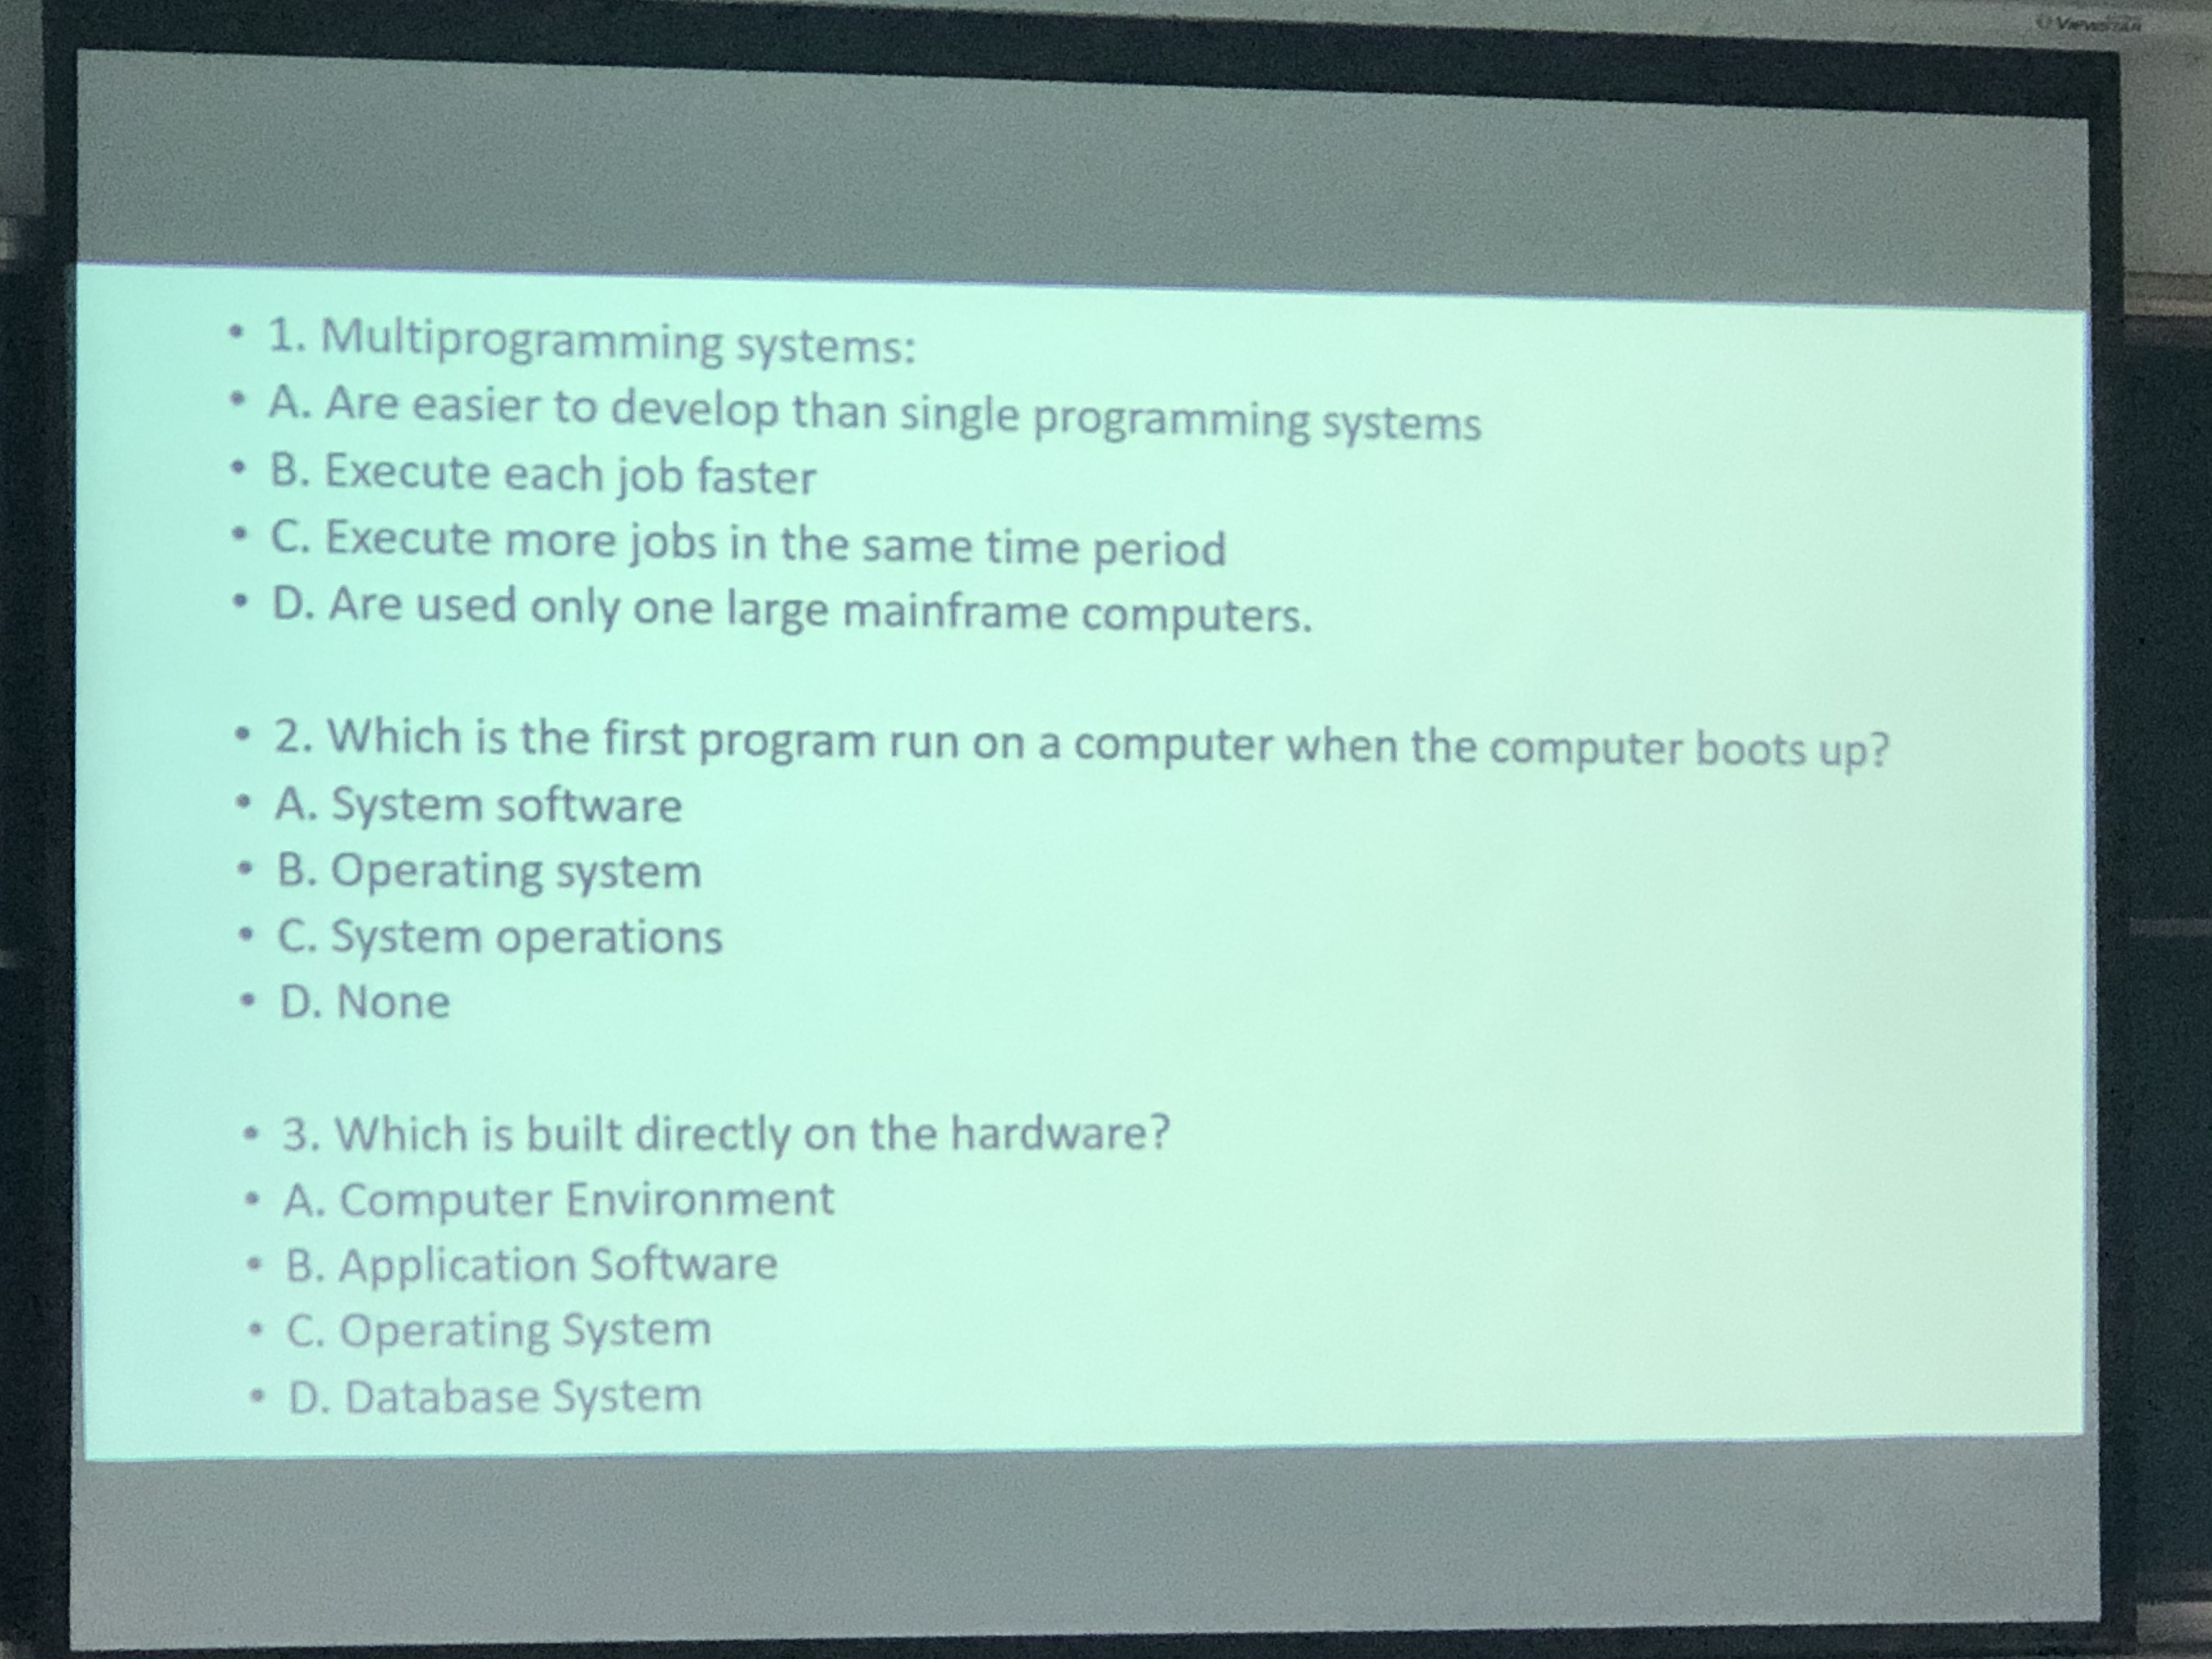 ViewSTAR
• 1. Multiprogramming systems:
• A. Are easier to develop than single programming systems
• B. Execute each job faster
• C. Execute more jobs in the same time period
• D. Are used only one large mainframe computers.
• 2. Which is the first program run on a computer when the computer boots up?
• A. System software
• B. Operating system
• C. System operations
• D. None
• 3. Which is built directly on the hardware?
• A. Computer Environment
• B. Application Software
• C. Operating System
• D. Database System